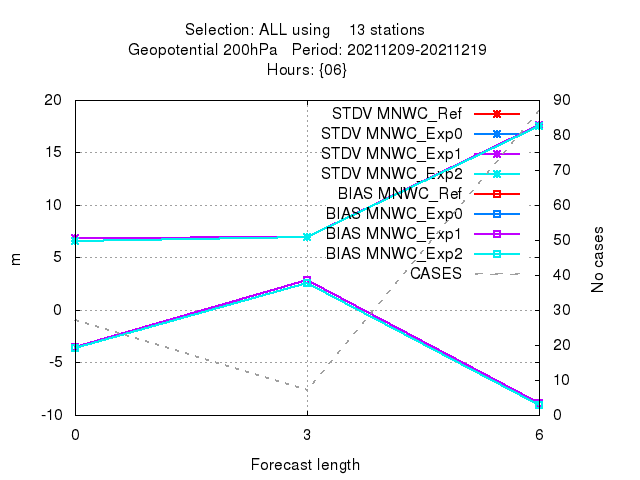 Selection: ALL using    13 stations
Geopotential 200hPa   Period: 20211209-20211219
Hours: {06}
20
15
10
5
0
-5
-10
m
90
80
70
60
50
40
30
20
10
0
No cases
STDV MNWC_Ref
STDV MNWC_Exp0
STDV MNWC_Exp1
STDV MNWC_Exp2
BIAS MNWC_Ref
BIAS MNWC_Exp0
BIAS MNWC_Exp1
BIAS MNWC_Exp2
CASES
0 3 6
Forecast length